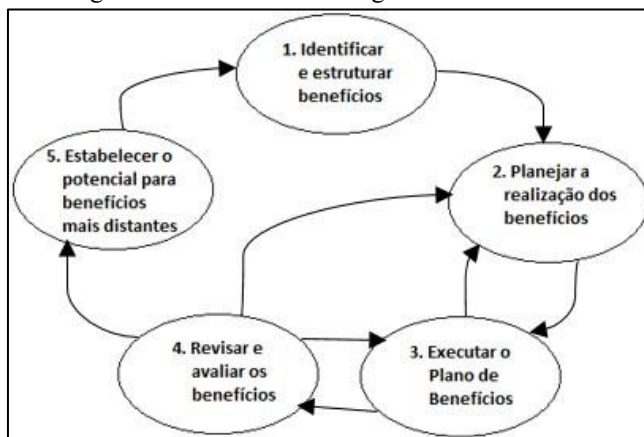 1. Identificar
e estruturar
benefícios
5. Estabelecer o
potencial para
benefícios
mais distantes
2. Planejar a
realização dos
benefícios
4. Revisar e
avaliar os
benefícios
3. Executar o
Plano de
Benefícios